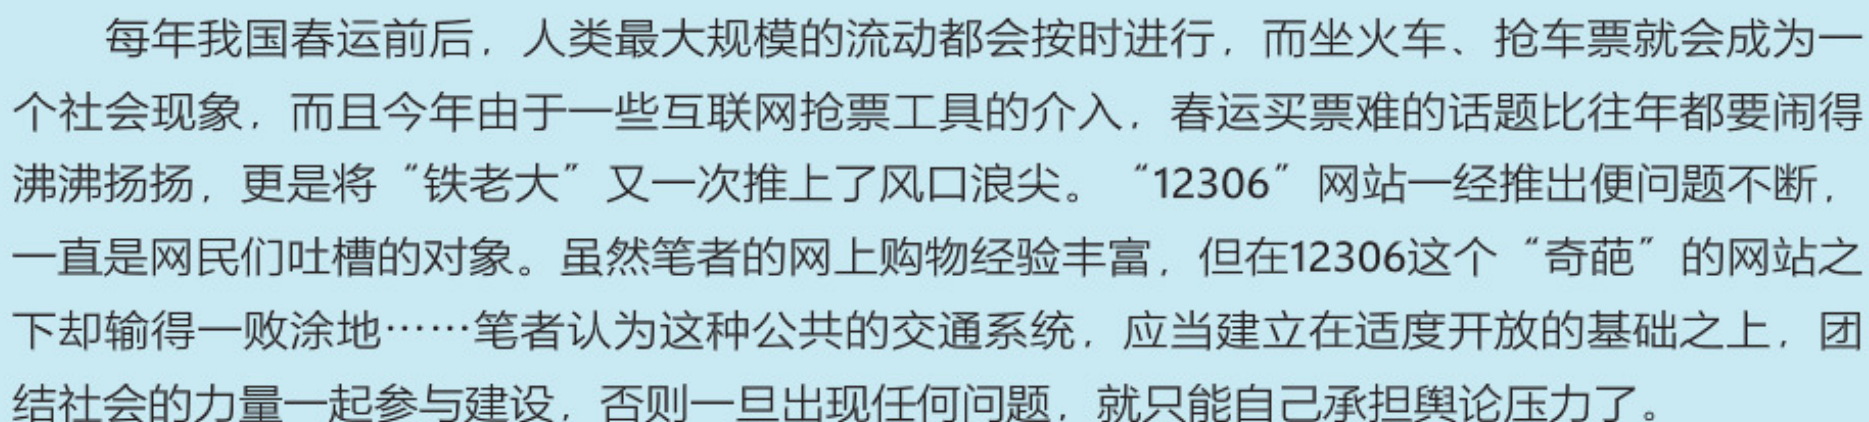 每年我国春运前后，人类最大规模的流动都会按时进行，而坐火车、抢车票就会成为一
个社会现象，而且今年由于一些互联网抢票工具的介入，春运买票难的话题比往年都要闹得
沸沸扬扬，更是将“铁老大”又一次推上了风口浪尖。“12306”网站一经推出便问题不断，
一直是网民们吐槽的对象。虽然笔者的网上购物经验丰富，但在12306这个“奇葩”的网站之
下却输得一败涂地……笔者认为这种公共的交通系统，应当建立在适度开放的基础之上，团
结社会的力量一起参与建设，否则一旦出现任何问题，就只能自己承担舆论压力了。